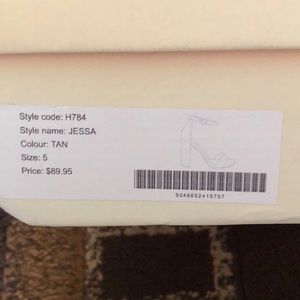 Style code: H784
Style name: JESSA
Colour: TAN
Size: 5
Price: $89.95
9346652415757